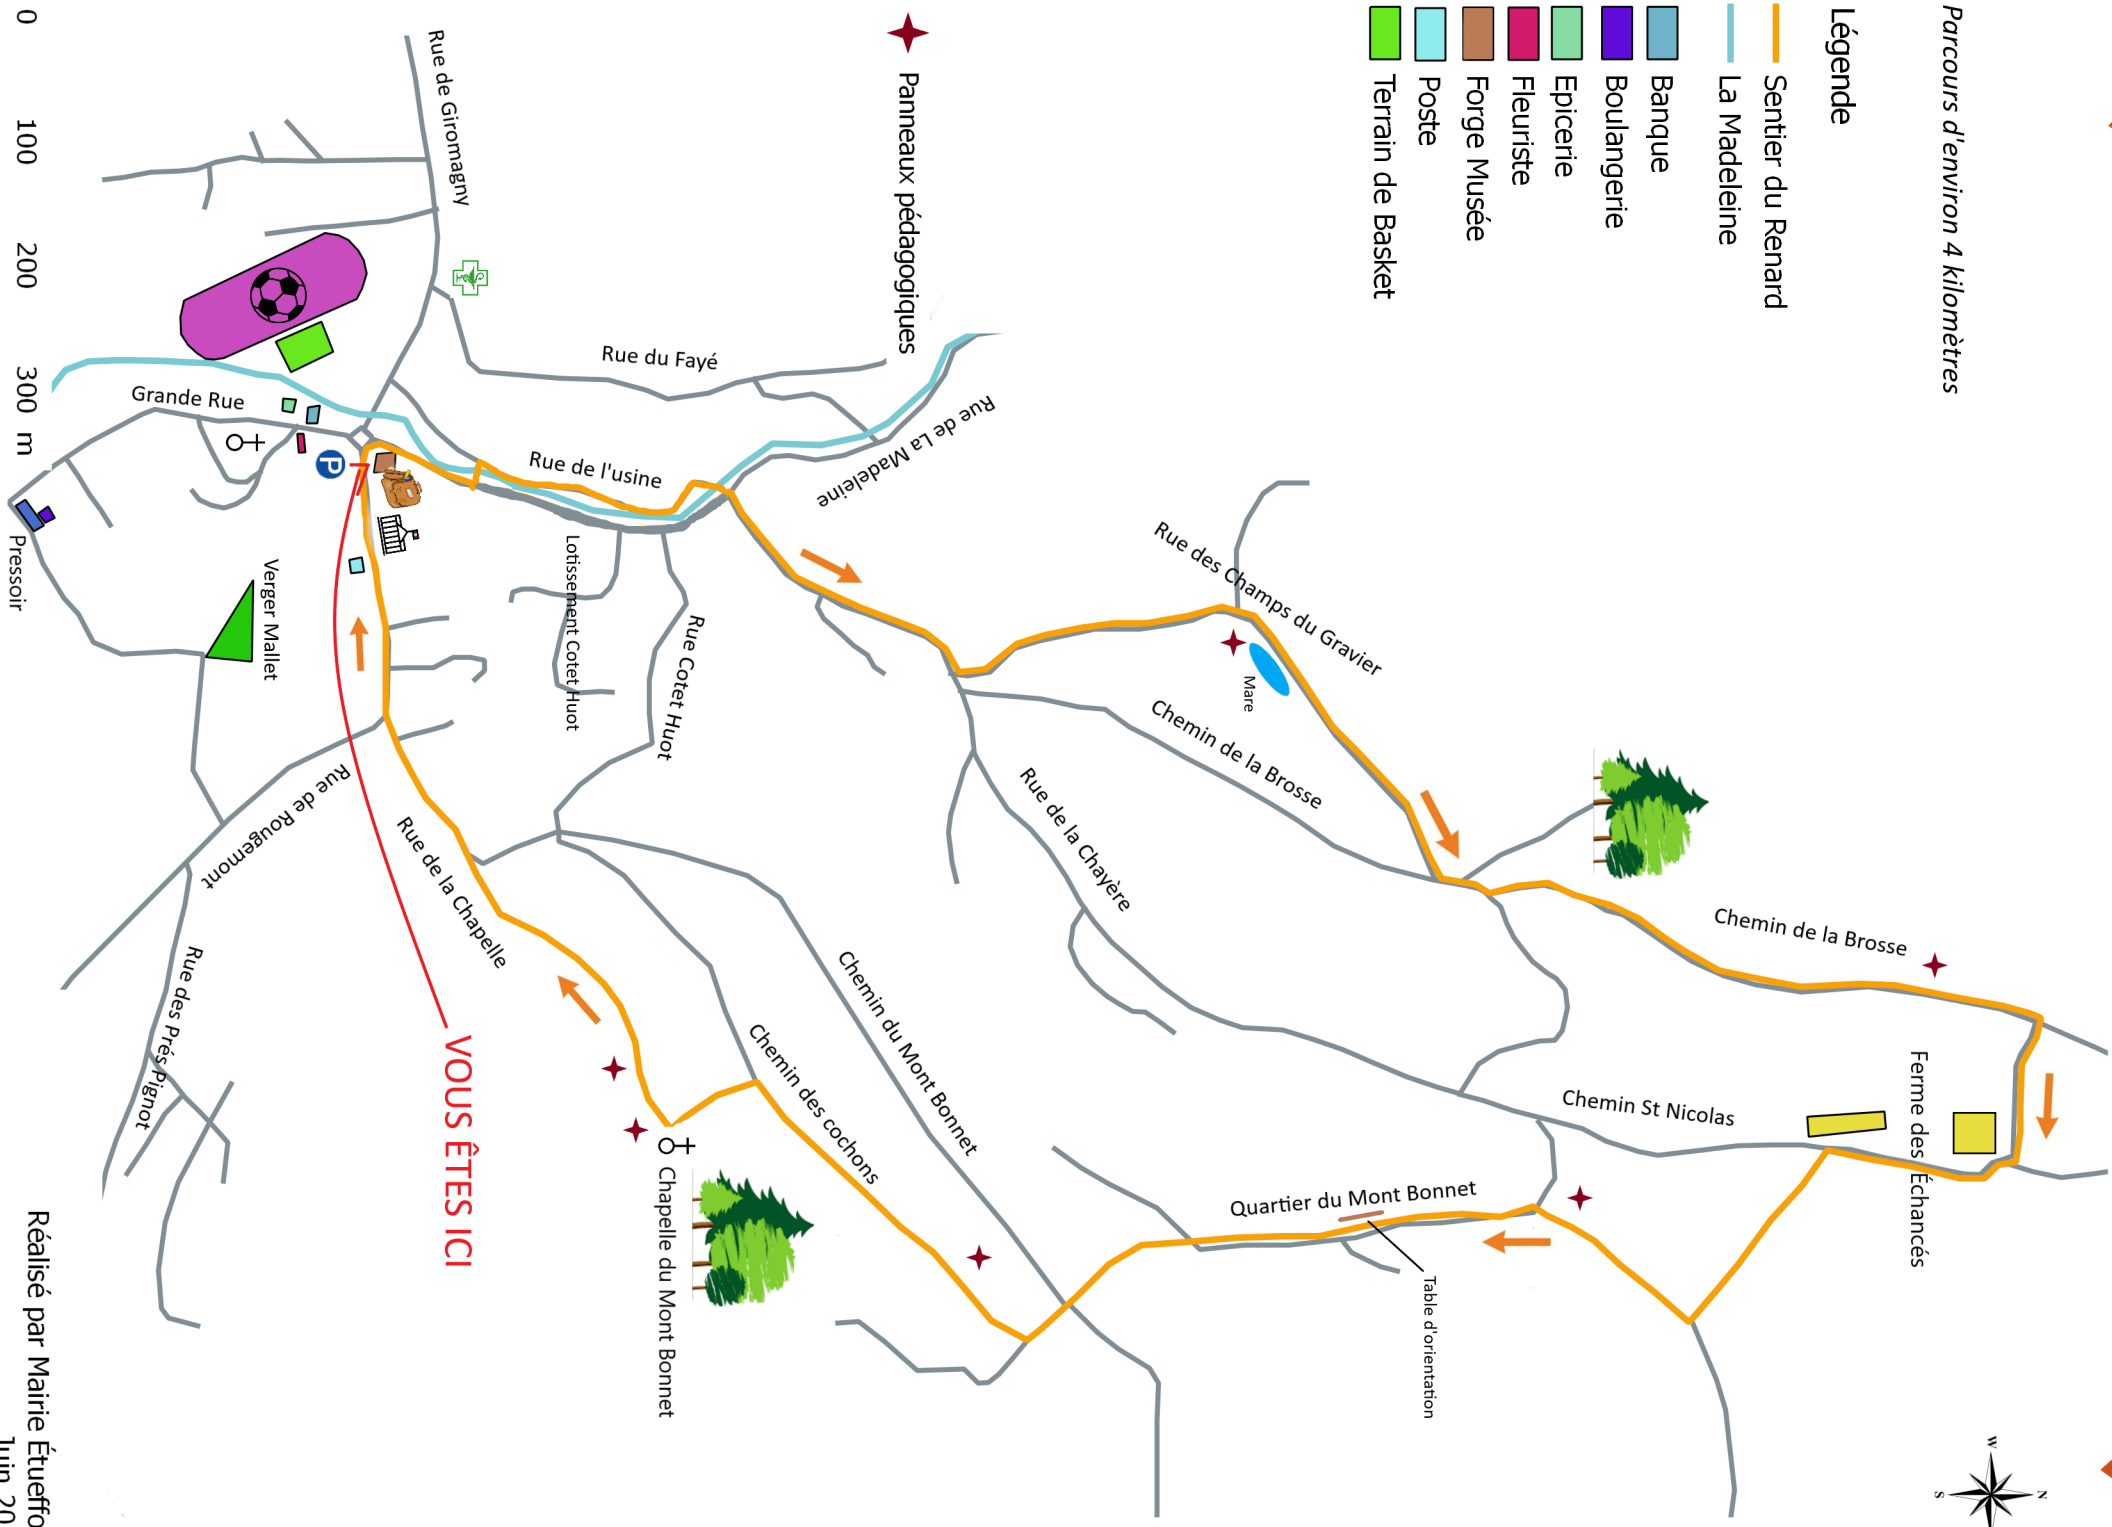 Parcours d'environ 4 kilomètres
Légende
Sentier du Renard
La Madeleine
Banque
Boulangerie
Epicerie
Fleuriste
Forge Musée
Poste
Terrain de Basket
Panneaux pédagogiques
Rue de Giromagny
Rue du Fayé
Rue de La Madeleine
Rue de l'usine
Grande Rue
P
Pressoir
Verger Mallet
Lotissement Cotet Huot
Rue Cotet Huot
Rue des Champs du Gravier
Mare
Chemin de la Brosse
Rue de la Chayère
Chemin de la Brosse
Rue de Rougemont
Rue de la Chapelle
Rue des Prés Pignot
Chemin du Mont Bonnet
Chemin des cochons
Chemin St Nicolas
Ferme des Échancés
Quartier du Mont Bonnet
Table d'orientation
Chapelle du Mont Bonnet
VOUS ÊTES ICI
0 100 200 300 m
W
N
S
Réalisé par Mairie Étueffo
Juin 20